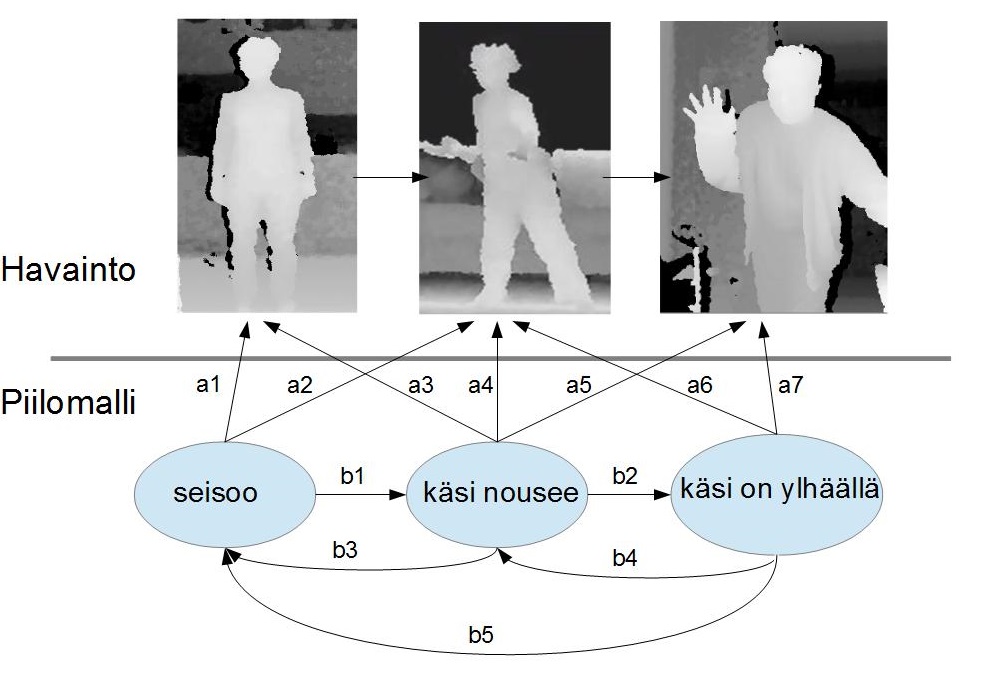 Havainto
Piilomalli
a1
a2
a3
a4
a5
a6
a7
seisoo
b1
käsi nousee
b2
käsi on ylhäällä
b3
b4
b5